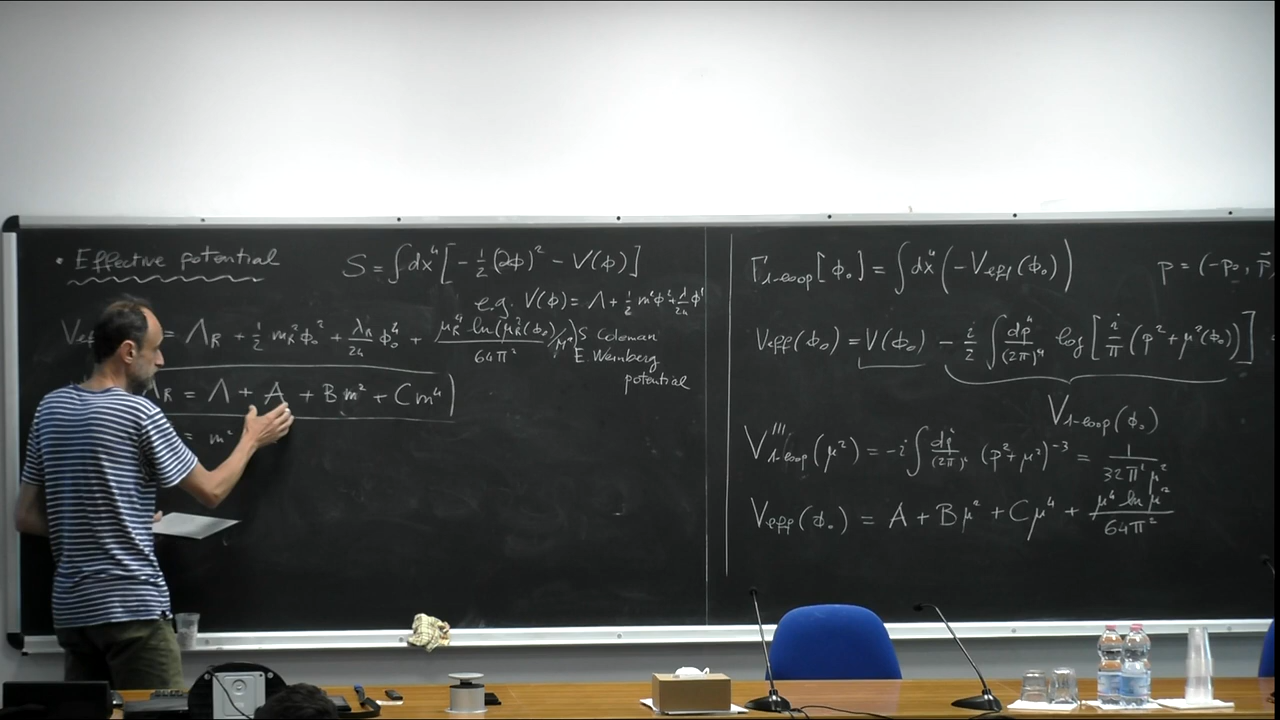 • Effective potential
S = ∫dx⁴ [ -½ (∂ϕ)² - V(ϕ) ]
e.g. V(ϕ) = Λ + ½ m²ϕ² + λ/24 ϕ⁴
= Λ_R + ½ m_R² ϕ₀² + λ_R/24 ϕ₀⁴ + μ_R⁴ ln(μ_R²(ϕ₀)/M²) / 64π²
S Coleman
E. Weinberg
potential
Λ_R = Λ + A + B m² + C m⁴
= m²
Γ_1-loop [ϕ₀] = ∫dx⁴ (-V_eff(ϕ₀))
p = (-p₀, p⃗
V_eff(ϕ₀) = V(ϕ₀) - i/2 ∫ dp⁴/(2π)⁴ log [ i/π (p² + μ²(ϕ₀)) ]
V_1-loop(ϕ₀)
V'''_1-loop(μ²) = -i ∫ dp⁴/(2π)⁴ (p² + μ²)⁻³ = 1/32π²μ²
V_eff(ϕ₀) = A + Bμ² + Cμ⁴ + μ⁴ ln μ² / 64π²